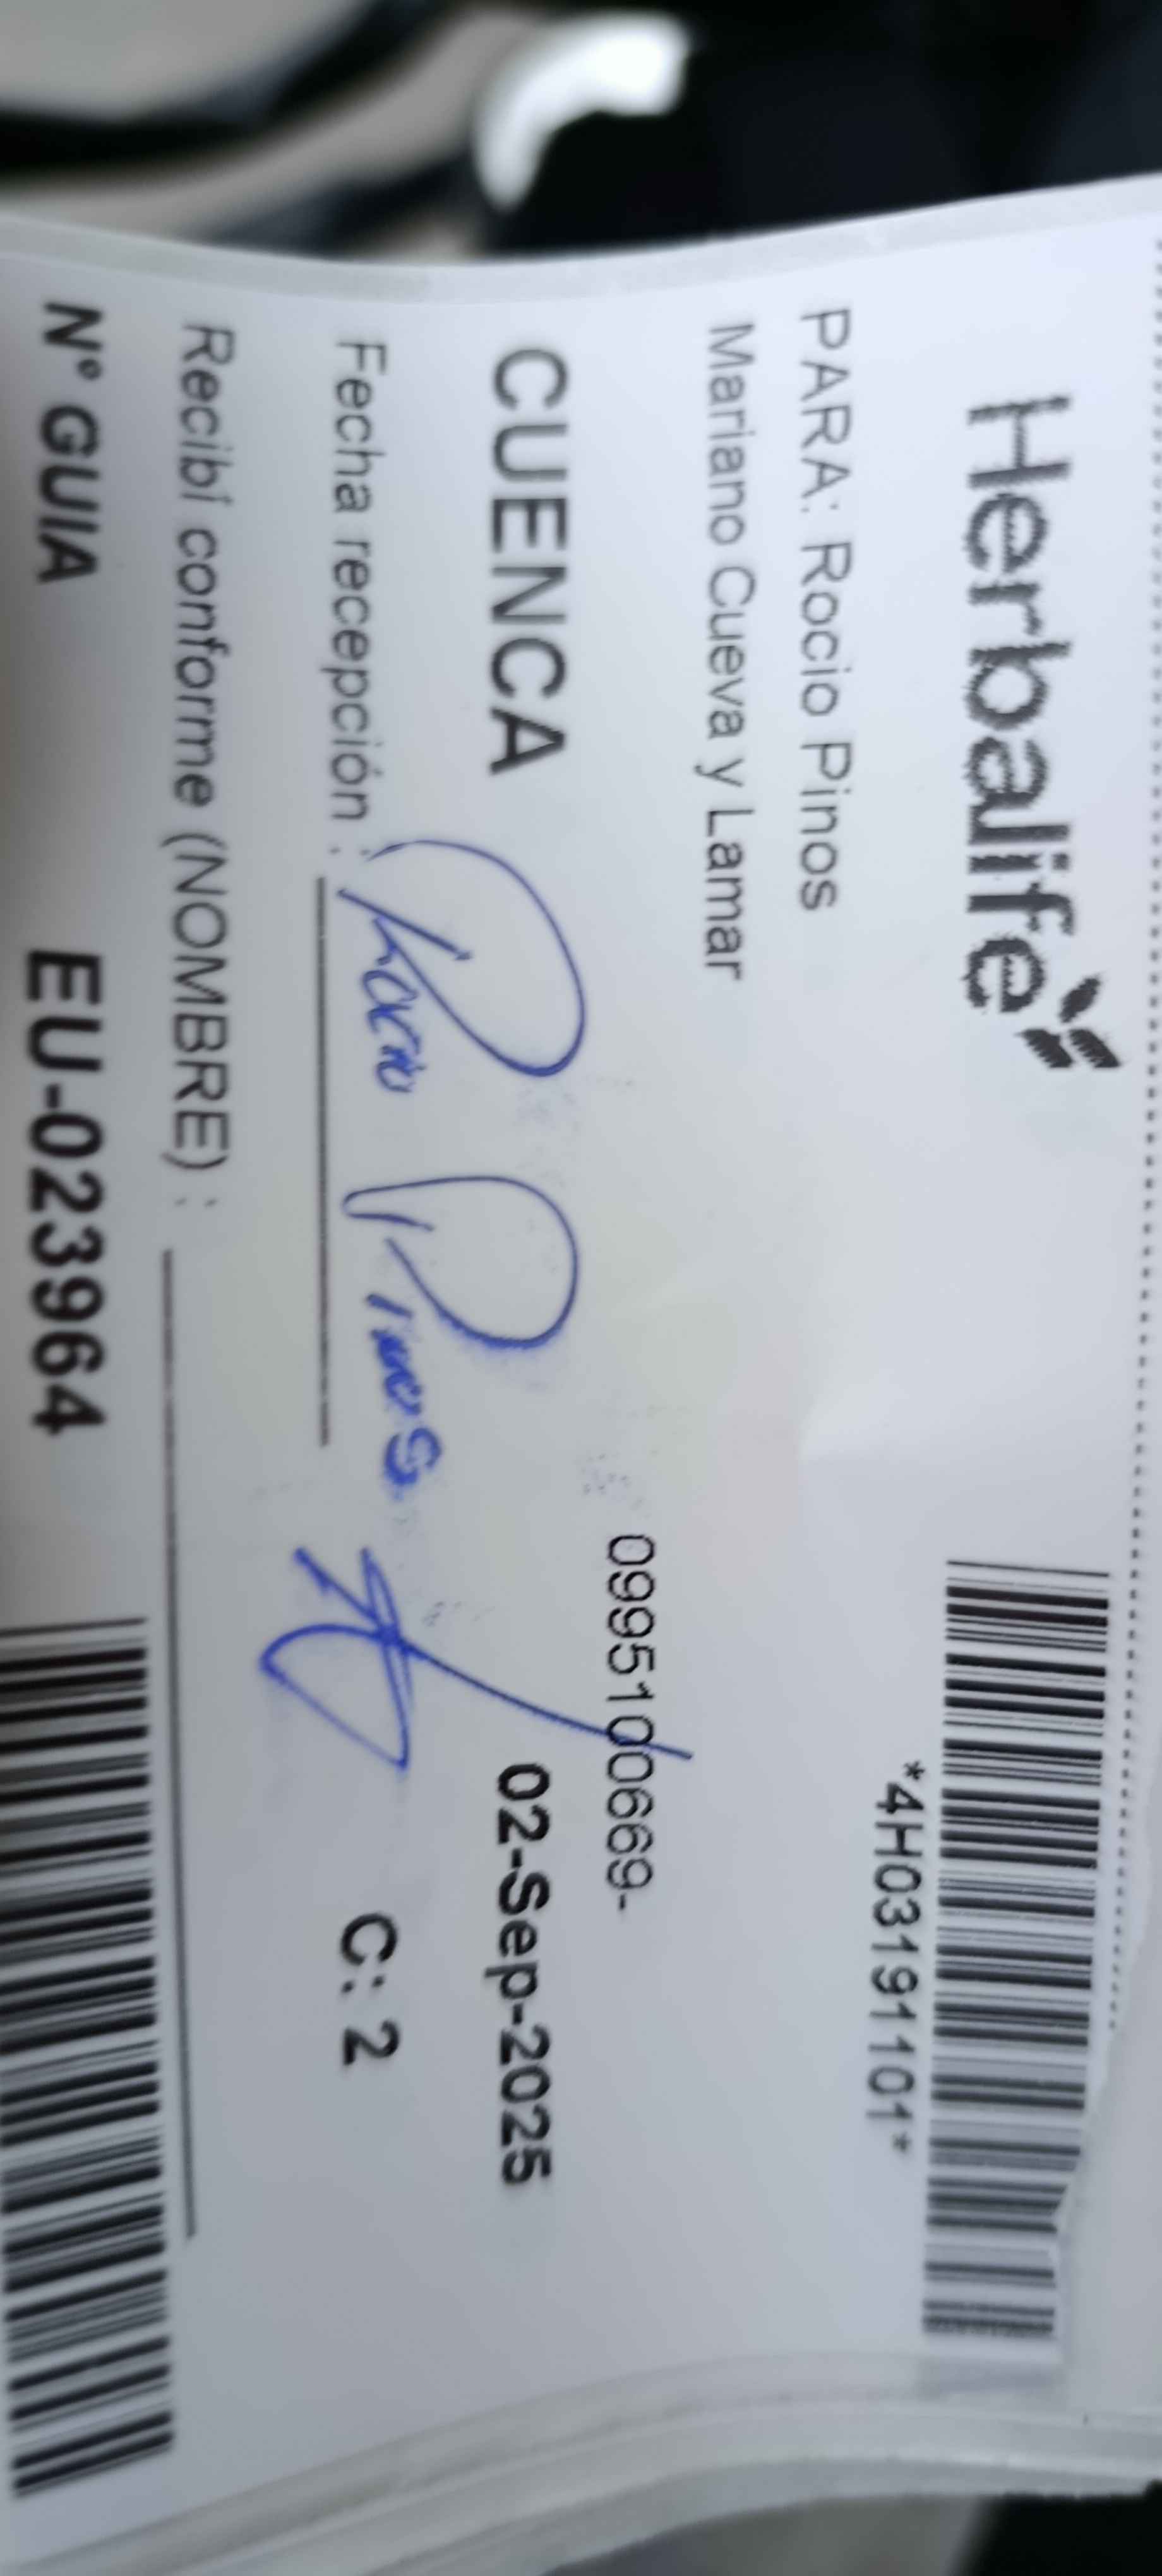 Herbalife
*4H03191101*
PARA: Rocio Pinos
Mariano Cueva y Lamar
0995100669-
CUENCA
02-Sep-2025
Fecha recepción : Rocio Pinos
C: 2
Recibí conforme (NOMBRE) :
N° GUIA EU-023964